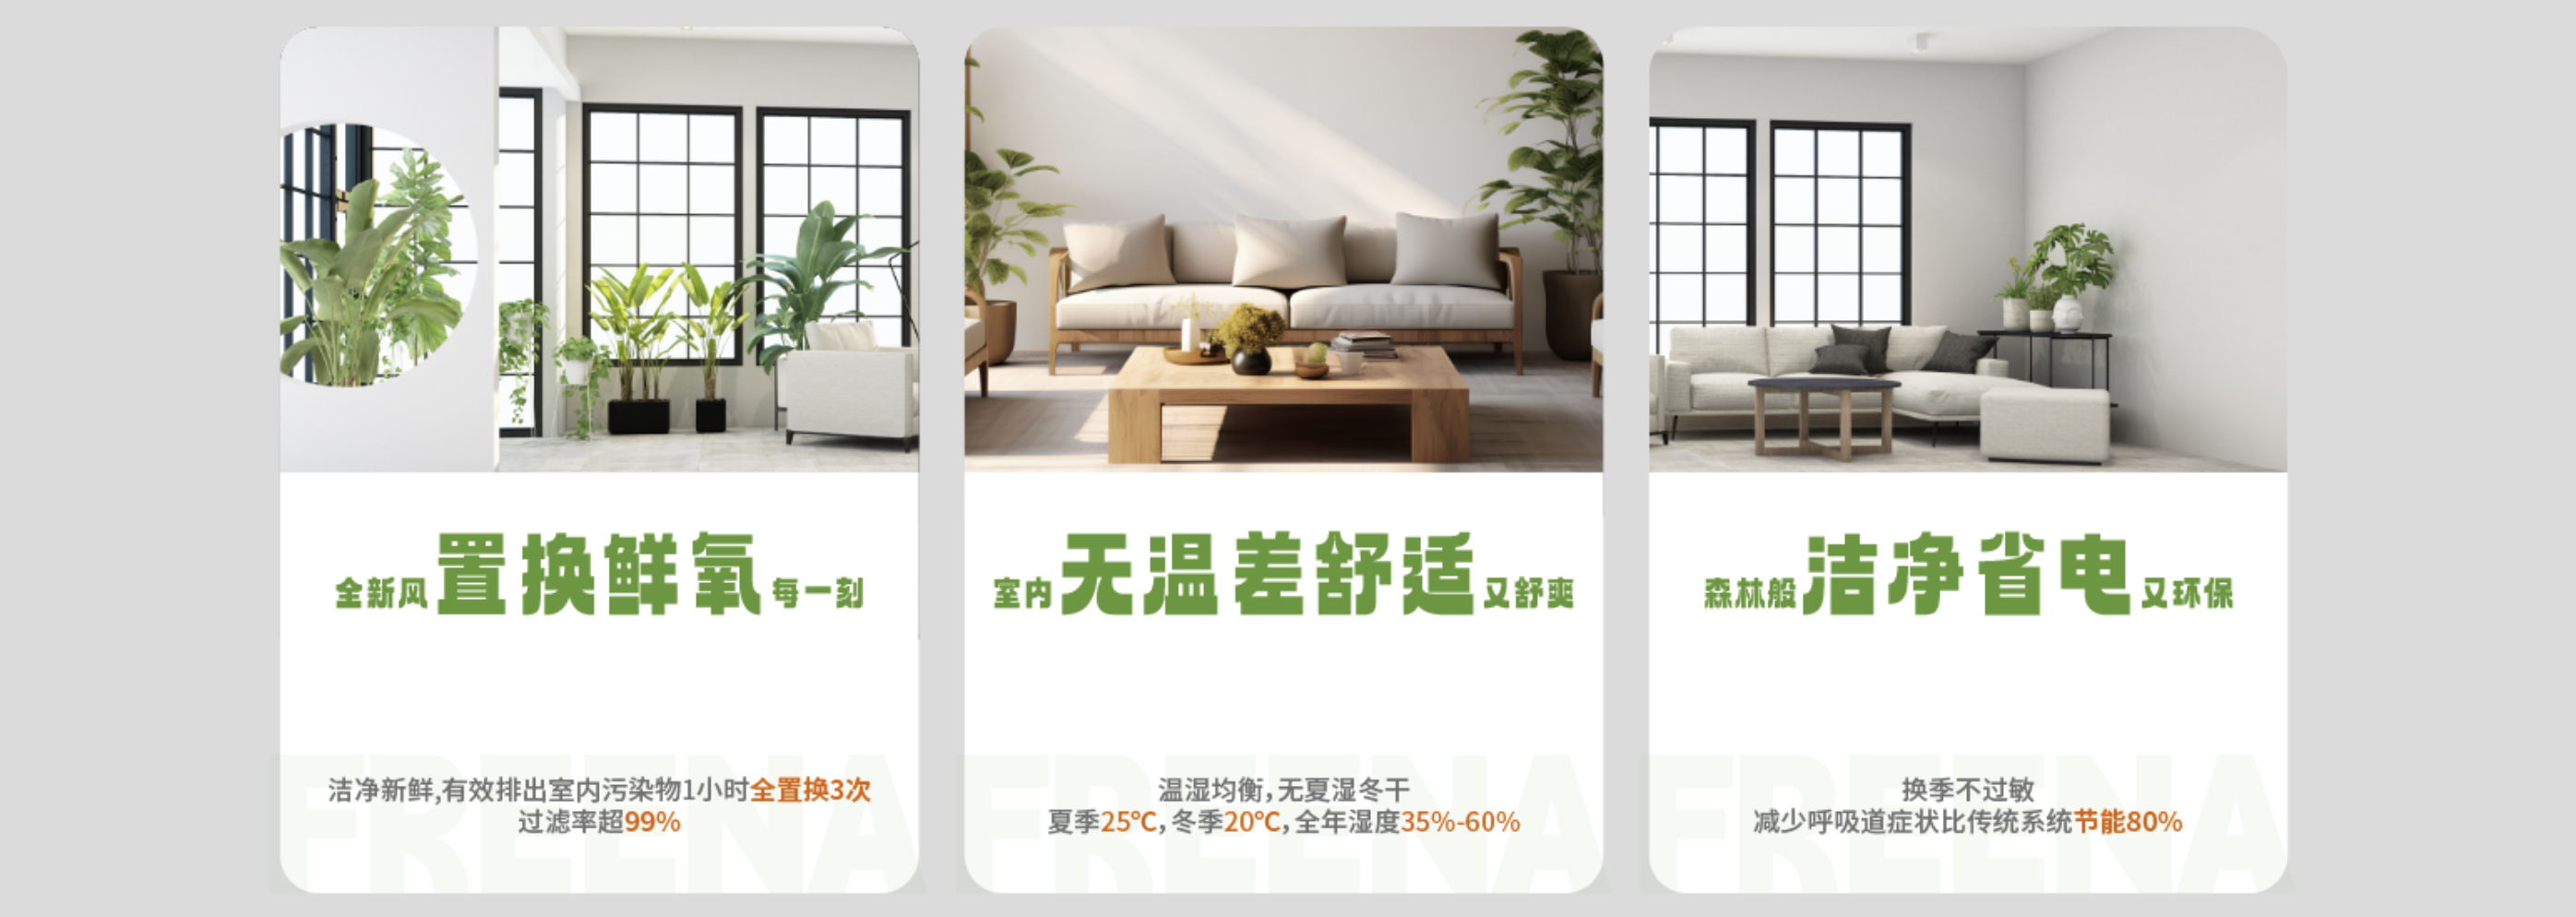 全新风置换鲜氧每一刻
洁净新鲜,有效排出室内污染物1小时全置换3次
过滤率超99%
FREENA
室内无温差舒适又舒爽
温湿均衡,无夏湿冬干
夏季25℃,冬季20℃,全年湿度35%-60%
FREENA
森林般洁净省电又环保
换季不过敏
减少呼吸道症状比传统系统节能80%
FREENA